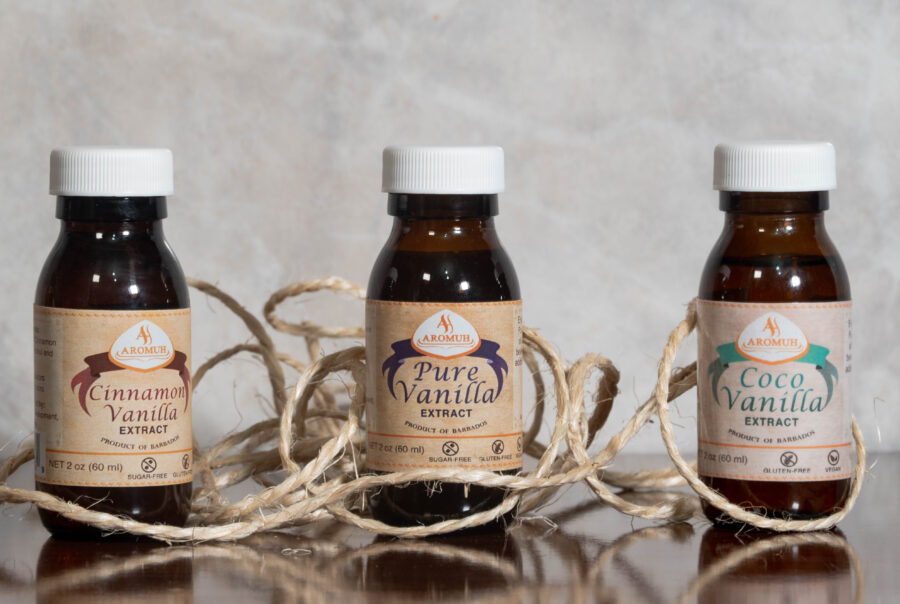 AROMUH
Cinnamon
Vanilla
EXTRACT
PRODUCT OF BARBADOS
NET 2 oz (60 ml)
SUGAR-FREE
GLUTEN-FREE
AROMUH
Pure
Vanilla
EXTRACT
PRODUCT OF BARBADOS
NET 2 oz (60 ml)
SUGAR-FREE
GLUTEN-FREE
AROMUH
Coco
Vanilla
EXTRACT
PRODUCT OF BARBADOS
2 oz (60 ml)
GLUTEN-FREE
VEGAN